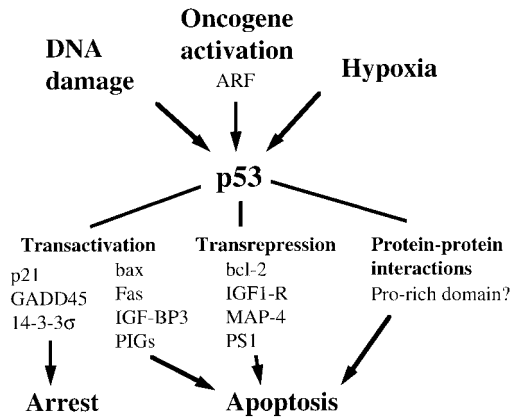 DNA
damage
Oncogene
activation
ARF
Hypoxia
p53
Transactivation
p21
GADD45
14-3-3σ
bax
Fas
IGF-BP3
PIGs
Transrepression
bcl-2
IGF1-R
MAP-4
PS1
Protein-protein
interactions
Pro-rich domain?
Arrest
Apoptosis